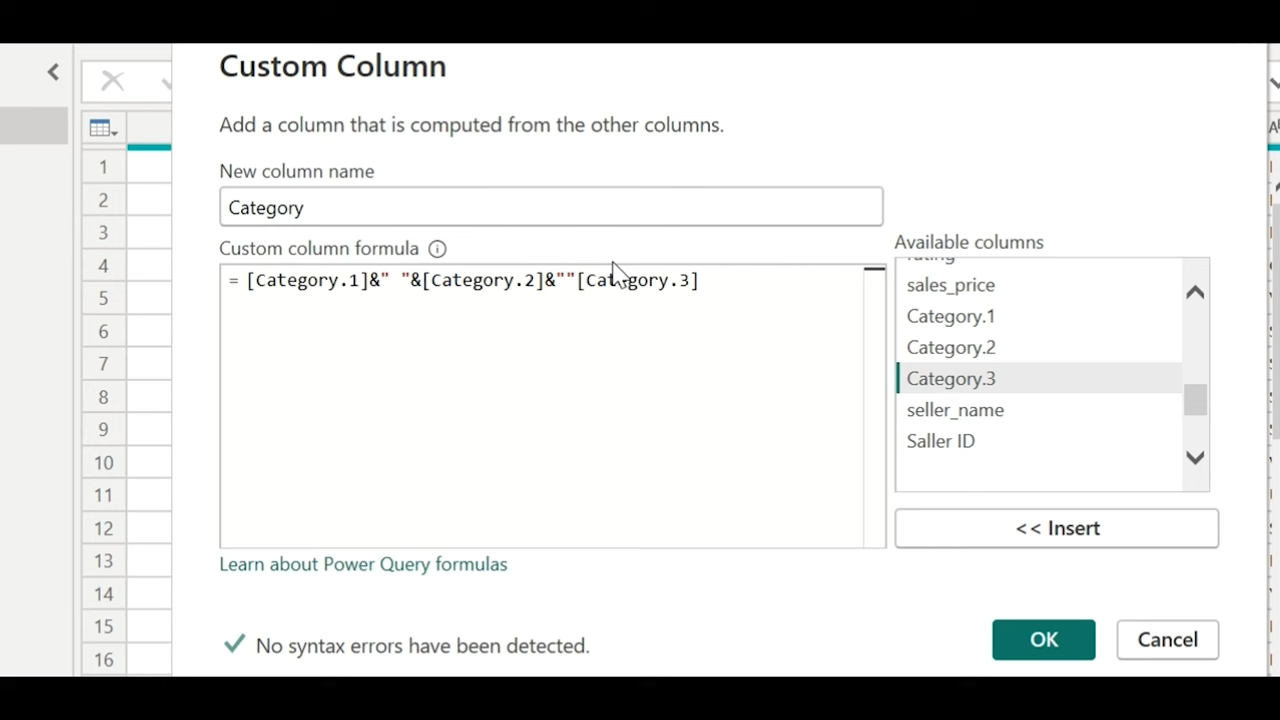 Custom Column
Add a column that is computed from the other columns.
New column name
Category
Custom column formula
= [Category.1]&" "&[Category.2]&""[Category.3]
Available columns
rating
sales_price
Category.1
Category.2
Category.3
seller_name
Saller ID
<< Insert
Learn about Power Query formulas
No syntax errors have been detected.
OK
Cancel
1
2
3
4
5
6
7
8
9
10
11
12
13
14
15
16